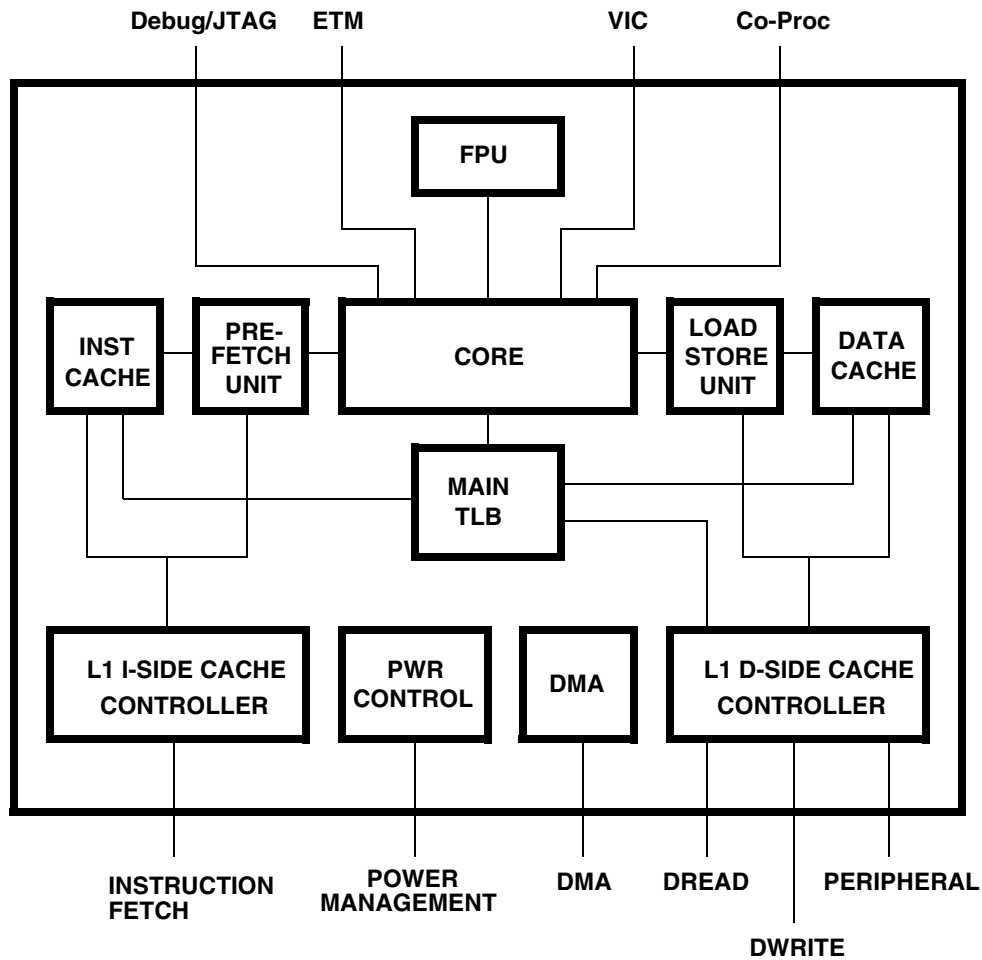 Debug/JTAG
ETM
VIC
Co-Proc
FPU
INST
CACHE
PRE-
FETCH
UNIT
CORE
LOAD
STORE
UNIT
DATA
CACHE
MAIN
TLB
L1 I-SIDE CACHE
CONTROLLER
PWR
CONTROL
DMA
L1 D-SIDE CACHE
CONTROLLER
INSTRUCTION
FETCH
POWER
MANAGEMENT
DMA
DREAD
PERIPHERAL
DWRITE